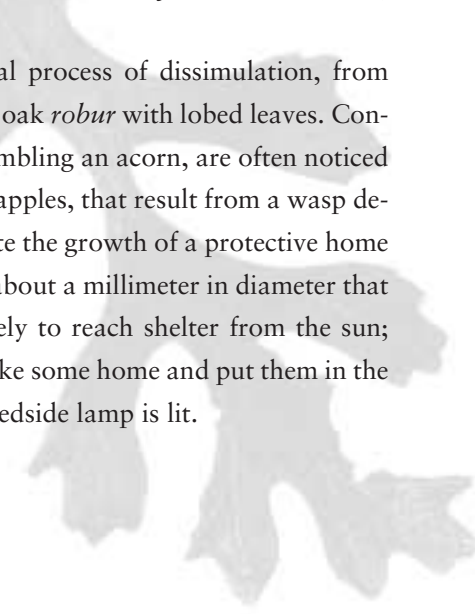 al process of dissimulation, from
oak robur with lobed leaves. Con-
mbling an acorn, are often noticed
apples, that result from a wasp de-
te the growth of a protective home
about a millimeter in diameter that
ely to reach shelter from the sun;
ke some home and put them in the
edside lamp is lit.